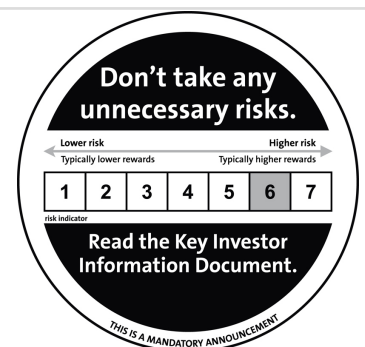 Don't take any
unnecessary risks.
Lower risk Higher risk
Typically lower rewards Typically higher rewards
1 2 3 4 5 6 7
risk indicator
Read the Key Investor
Information Document.
THIS IS A MANDATORY ANNOUNCEMENT